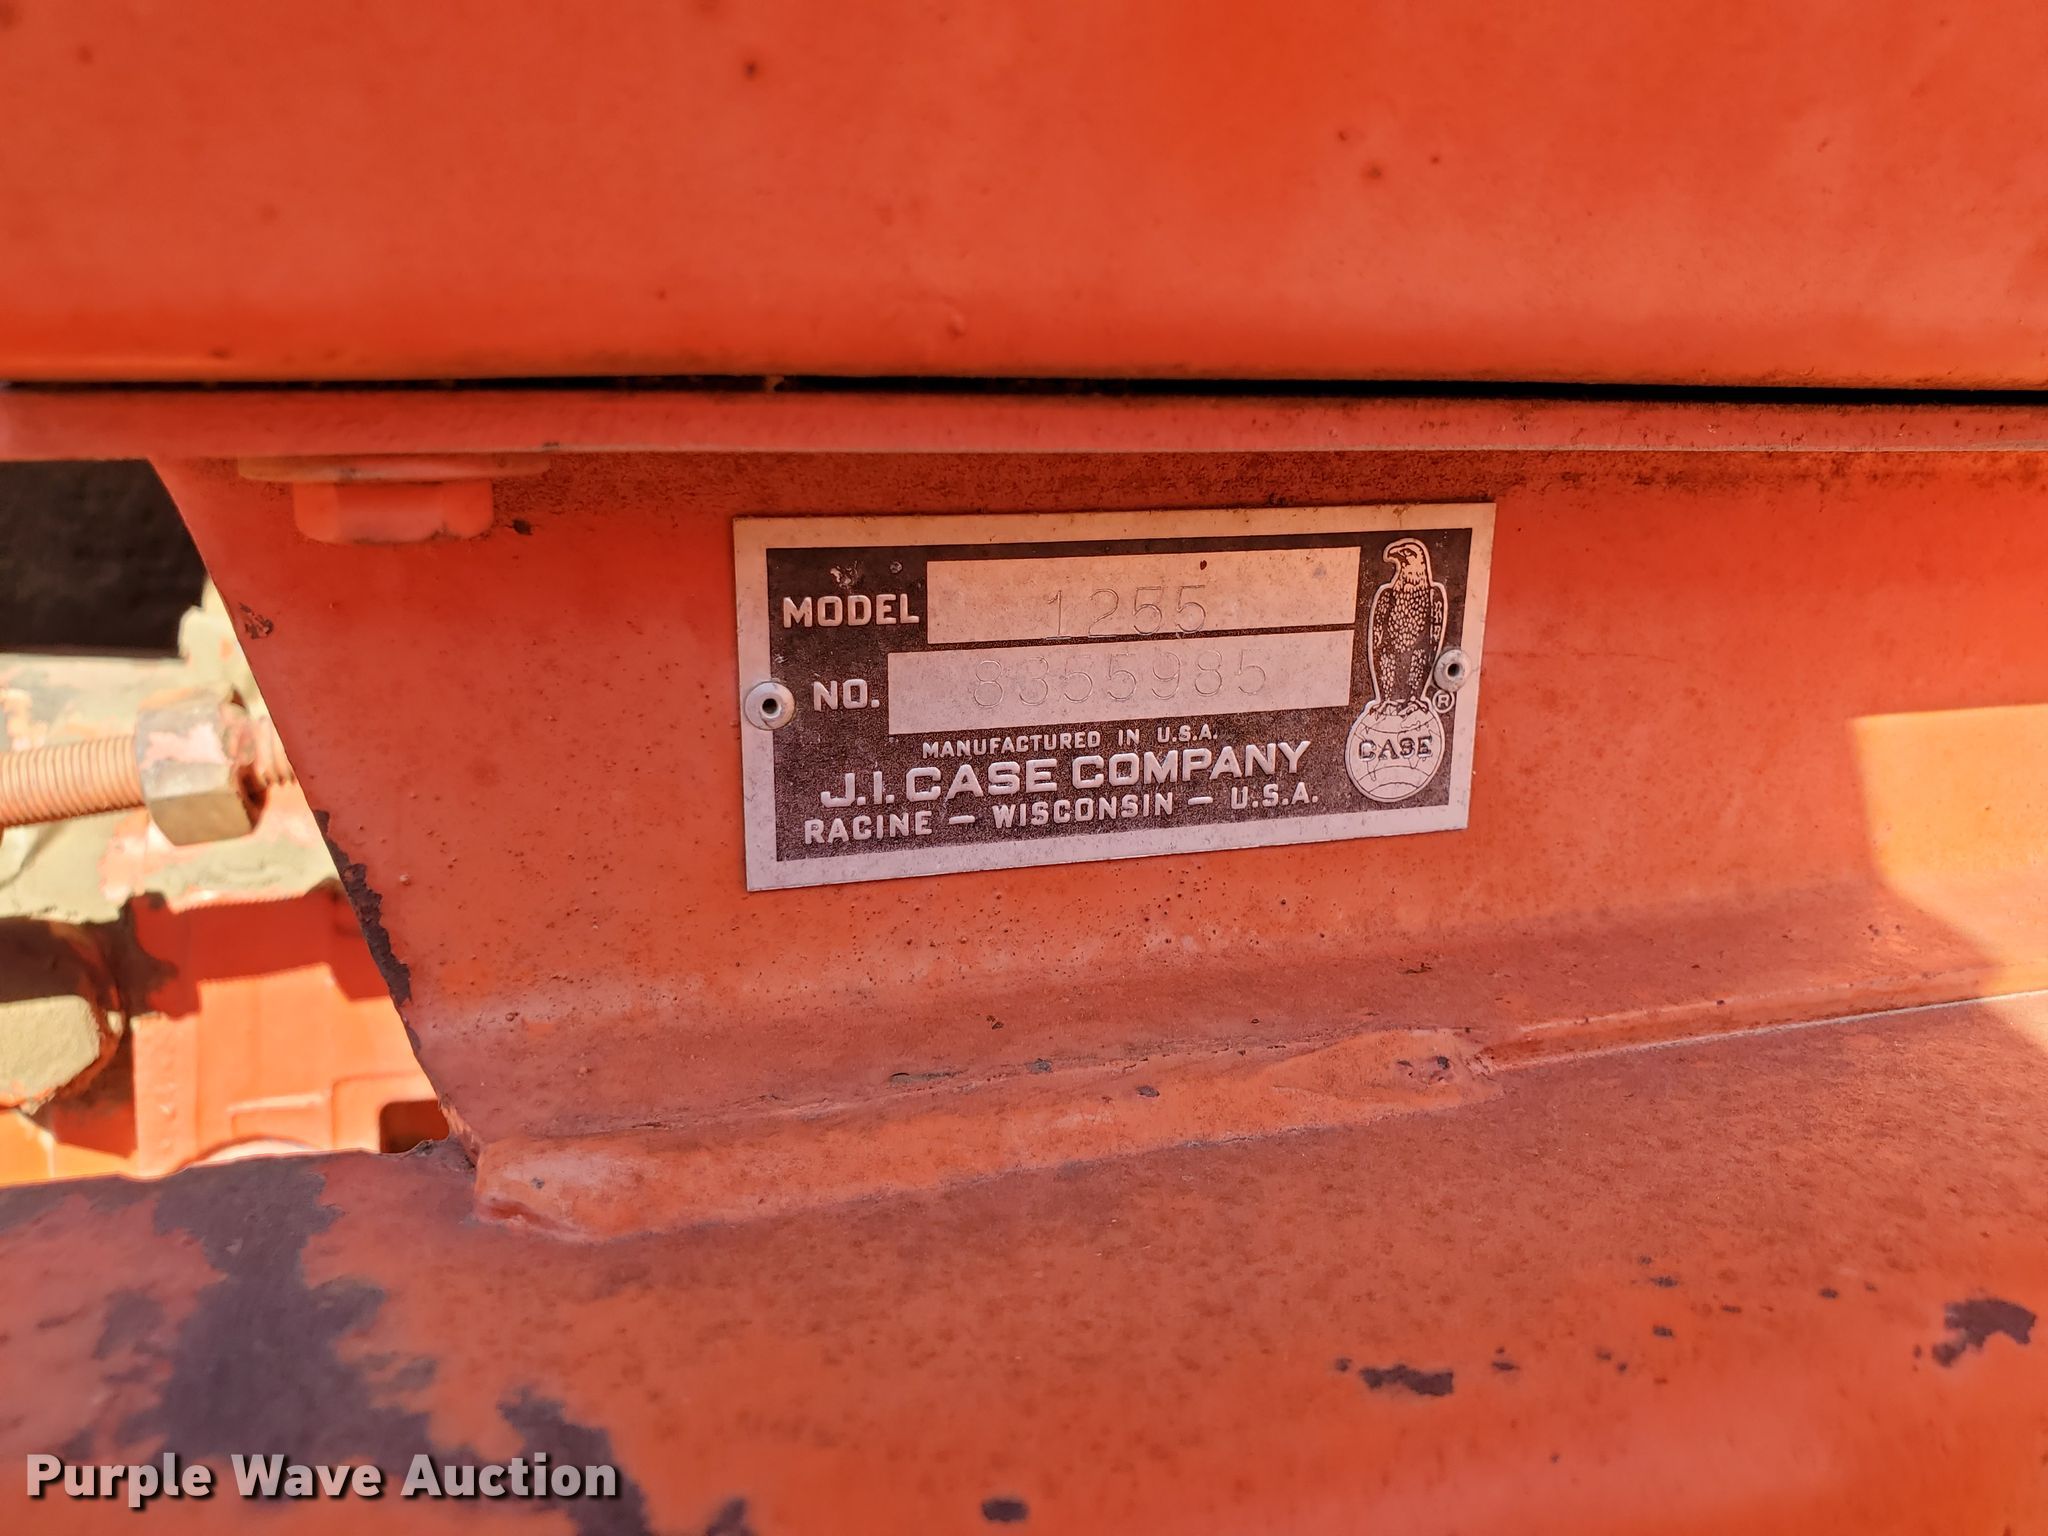 MODEL 1255
NO. 8355985
MANUFACTURED IN U.S.A.
J.I. CASE COMPANY
RACINE – WISCONSIN – U.S.A.
®
CASE
Purple Wave Auction